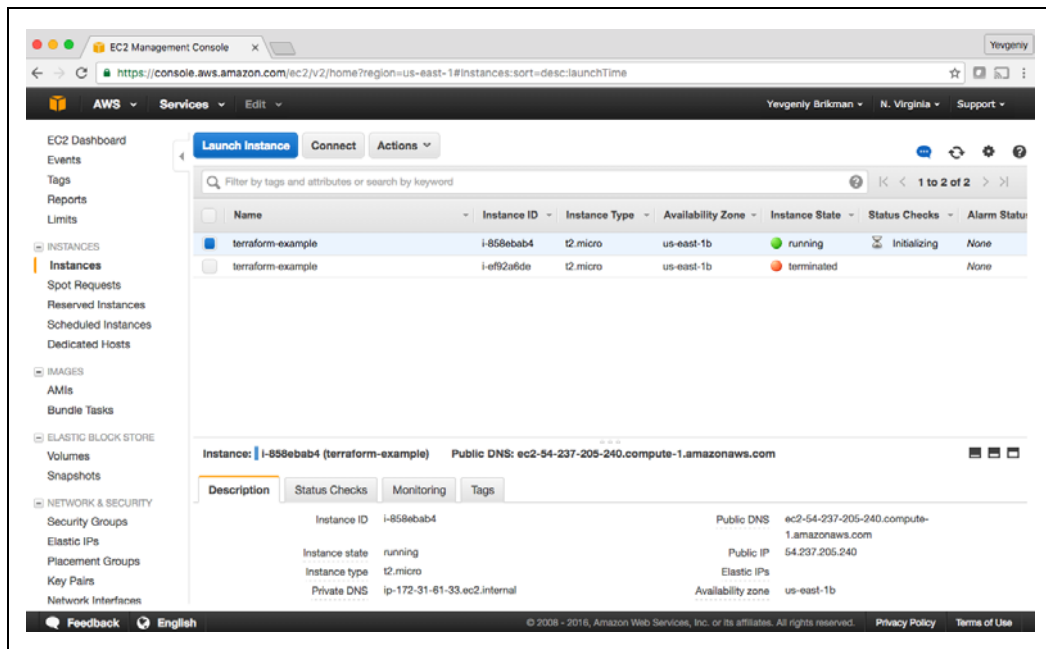 EC2 Management Console
Yevgeniy
https://console.aws.amazon.com/ec2/v2/home?region=us-east-1#Instances:sort=desc:launchTime
AWS Services Edit Yevgeniy Brikman N. Virginia Support
EC2 Dashboard
Events
Tags
Reports
Limits
INSTANCES
Instances
Spot Requests
Reserved Instances
Scheduled Instances
Dedicated Hosts
IMAGES
AMIs
Bundle Tasks
ELASTIC BLOCK STORE
Volumes
Snapshots
NETWORK & SECURITY
Security Groups
Elastic IPs
Placement Groups
Key Pairs
Network Interfaces
Launch Instance Connect Actions
Filter by tags and attributes or search by keyword 1 to 2 of 2
Name Instance ID Instance Type Availability Zone Instance State Status Checks Alarm Statu
terraform-example i-858ebab4 t2.micro us-east-1b running Initializing None
terraform-example i-ef92a6de t2.micro us-east-1b terminated None
Instance: i-858ebab4 (terraform-example) Public DNS: ec2-54-237-205-240.compute-1.amazonaws.com
Description Status Checks Monitoring Tags
Instance ID i-858ebab4 Public DNS ec2-54-237-205-240.compute-
1.amazonaws.com
Instance state running Public IP 54.237.205.240
Instance type t2.micro Elastic IPs
Private DNS ip-172-31-61-33.ec2.internal Availability zone us-east-1b
Feedback English © 2008 - 2016, Amazon Web Services, Inc. or its affiliates. All rights reserved. Privacy Policy Terms of Use